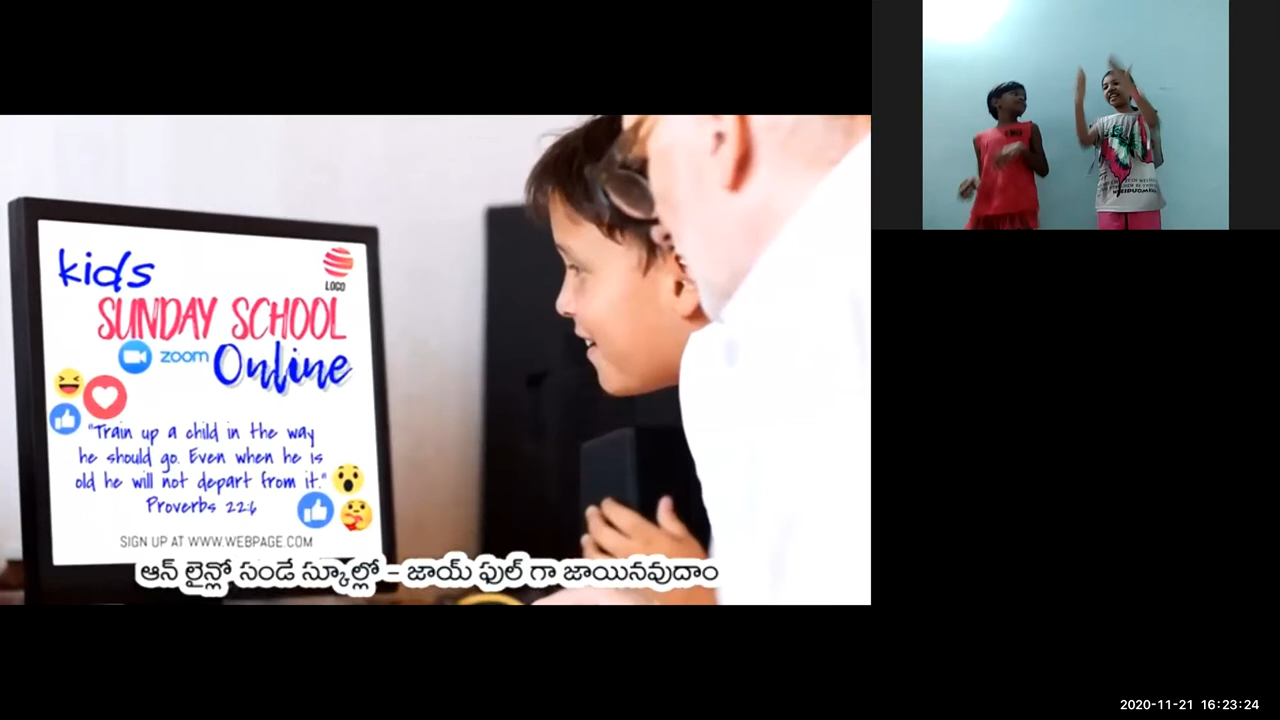 kids
LOGO
SUNDAY SCHOOL
zoom Online
"Train up a child in the way
he should go. Even when he is
old he will not depart from it."
Proverbs 22:6
SIGN UP AT WWW.WEBPAGE.COM
ఆన్ లైన్లో సండే స్కూల్లో – జాయ్ ఫుల్ గా జాయినవుదాం
2020-11-21 16:23:24